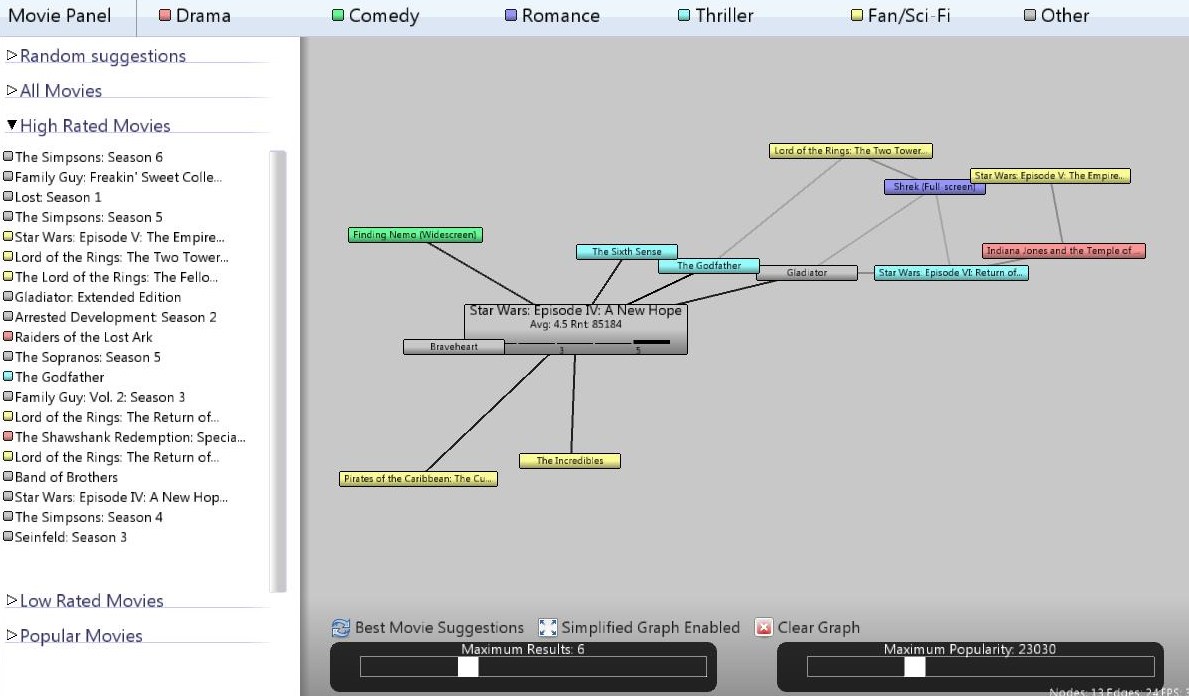 Movie Panel Drama Comedy Romance Thriller Fan/Sci-Fi Other
Random suggestions
All Movies
High Rated Movies
The Simpsons: Season 6
Family Guy: Freakin' Sweet Colle...
Lost: Season 1
The Simpsons: Season 5
Star Wars: Episode V: The Empire...
Lord of the Rings: The Two Tower...
The Lord of the Rings: The Fello...
Gladiator: Extended Edition
Arrested Development: Season 2
Raiders of the Lost Ark
The Sopranos: Season 5
The Godfather
Family Guy: Vol. 2: Season 3
Lord of the Rings: The Return of...
The Shawshank Redemption: Specia...
Lord of the Rings: The Return of...
Band of Brothers
Star Wars: Episode IV: A New Hop...
The Simpsons: Season 4
Seinfeld: Season 3
Low Rated Movies
Popular Movies
Lord of the Rings: The Two Tower...
Star Wars: Episode V: The Empire...
Shrek (Full screen)
Finding Nemo (Widescreen)
The Sixth Sense
Indiana Jones and the Temple of ...
The Godfather
Gladiator
Star Wars: Episode VI: Return of...
Star Wars: Episode IV: A New Hope
Avg: 4.5 Rnt: 85184
Braveheart
3 5
The Incredibles
Pirates of the Caribbean: The Cu...
Best Movie Suggestions Simplified Graph Enabled Clear Graph
Maximum Results: 6
Maximum Popularity: 23030
Nodes: 13 Edges: 24 FPS: